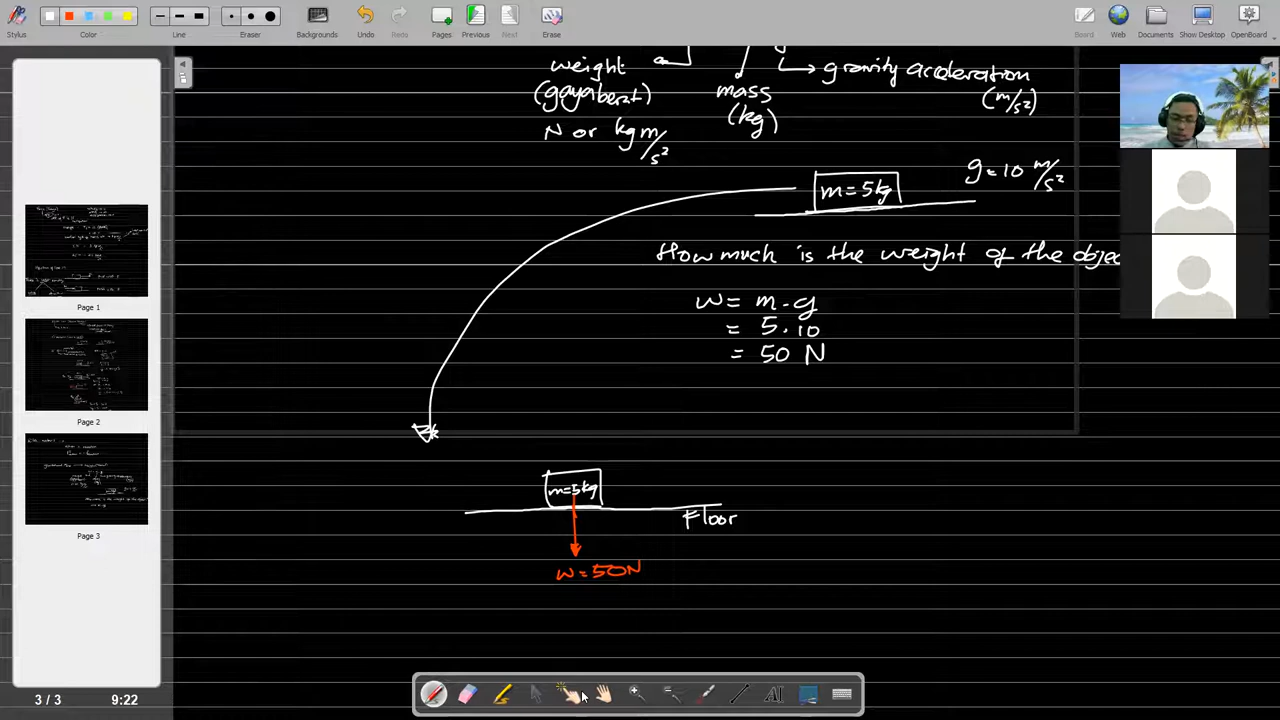 Stylus
Color
Line
Eraser
Backgrounds
Undo
Redo
Pages
Previous
Next
Erase
Board
Web
Documents
Show Desktop
OpenBoard
weight
(gaya berat)
N or kg m/s²
mass
(kg)
gravity acceleration
(m/s²)
m=5kg
g=10 m/s²
How much is the weight of the objec
w = m.g
= 5.10
= 50 N
m=5kg
Floor
w=50N
Page 1
Page 2
Page 3
3 / 3
9:22